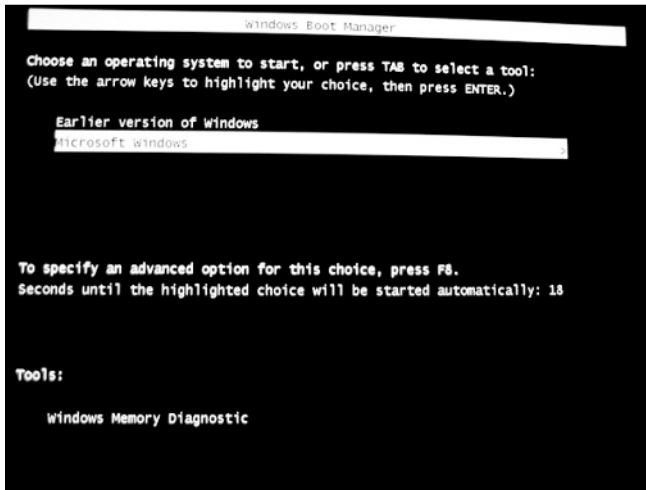 Windows Boot Manager
Choose an operating system to start, or press TAB to select a tool:
(Use the arrow keys to highlight your choice, then press ENTER.)
Earlier version of Windows
Microsoft Windows >
To specify an advanced option for this choice, press F8.
Seconds until the highlighted choice will be started automatically: 18
Tools:
Windows Memory Diagnostic